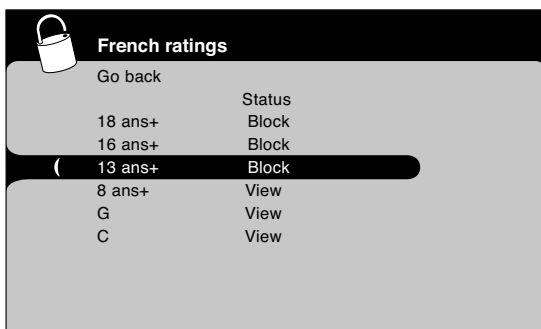 French ratings
Go back
Status
18 ans+ Block
16 ans+ Block
13 ans+ Block
8 ans+ View
G View
C View